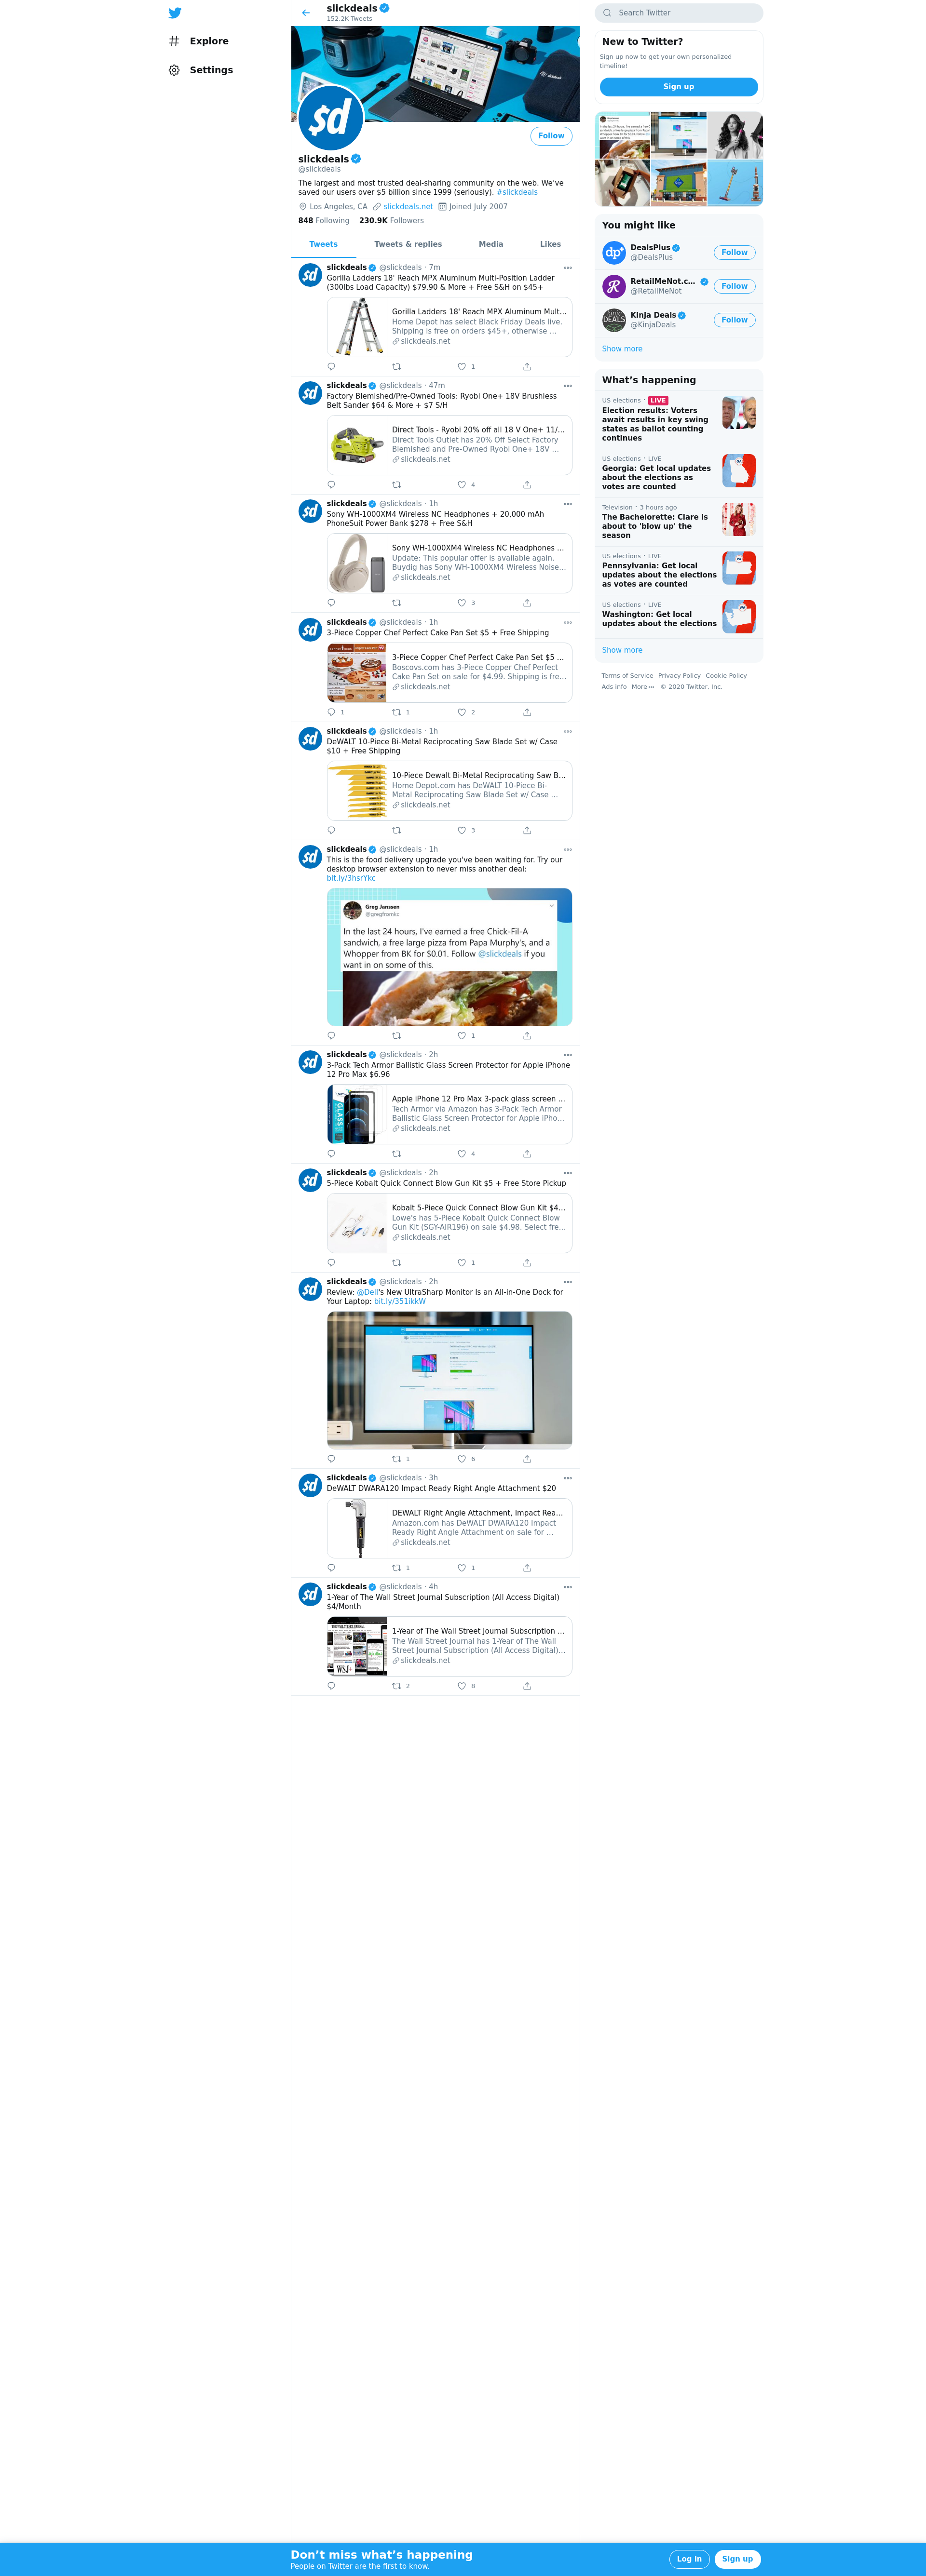 Explore
Settings
slickdeals
152.2K Tweets
$d
Follow
slickdeals
@slickdeals
The largest and most trusted deal-sharing community on the web. We've
saved our users over $5 billion since 1999 (seriously). #slickdeals
Los Angeles, CA slickdeals.net Joined July 2007
848 Following 230.9K Followers
Tweets Tweets & replies Media Likes
slickdeals @slickdeals · 7m
Gorilla Ladders 18' Reach MPX Aluminum Multi-Position Ladder
(300lbs Load Capacity) $79.90 & More + Free S&H on $45+
Gorilla Ladders 18' Reach MPX Aluminum Mult...
Home Depot has select Black Friday Deals live.
Shipping is free on orders $45+, otherwise ...
slickdeals.net
1
slickdeals @slickdeals · 47m
Factory Blemished/Pre-Owned Tools: Ryobi One+ 18V Brushless
Belt Sander $64 & More + $7 S/H
Direct Tools - Ryobi 20% off all 18 V One+ 11/...
Direct Tools Outlet has 20% Off Select Factory
Blemished and Pre-Owned Ryobi One+ 18V ...
slickdeals.net
4
slickdeals @slickdeals · 1h
Sony WH-1000XM4 Wireless NC Headphones + 20,000 mAh
PhoneSuit Power Bank $278 + Free S&H
Sony WH-1000XM4 Wireless NC Headphones ...
Update: This popular offer is available again.
Buydig has Sony WH-1000XM4 Wireless Noise...
slickdeals.net
3
slickdeals @slickdeals · 1h
3-Piece Copper Chef Perfect Cake Pan Set $5 + Free Shipping
3-Piece Copper Chef Perfect Cake Pan Set $5 ...
Boscovs.com has 3-Piece Copper Chef Perfect
Cake Pan Set on sale for $4.99. Shipping is fre...
slickdeals.net
1 1 2
slickdeals @slickdeals · 1h
DeWALT 10-Piece Bi-Metal Reciprocating Saw Blade Set w/ Case
$10 + Free Shipping
10-Piece Dewalt Bi-Metal Reciprocating Saw B...
Home Depot.com has DeWALT 10-Piece Bi-
Metal Reciprocating Saw Blade Set w/ Case ...
slickdeals.net
3
slickdeals @slickdeals · 1h
This is the food delivery upgrade you've been waiting for. Try our
desktop browser extension to never miss another deal:
bit.ly/3hsrYkc
Greg Janssen
@gregfromkc
In the last 24 hours, I've earned a free Chick-Fil-A
sandwich, a free large pizza from Papa Murphy's, and a
Whopper from BK for $0.01. Follow @slickdeals if you
want in on some of this.
1
slickdeals @slickdeals · 2h
3-Pack Tech Armor Ballistic Glass Screen Protector for Apple iPhone
12 Pro Max $6.96
GLASS
Apple iPhone 12 Pro Max 3-pack glass screen ...
Tech Armor via Amazon has 3-Pack Tech Armor
Ballistic Glass Screen Protector for Apple iPho...
slickdeals.net
4
slickdeals @slickdeals · 2h
5-Piece Kobalt Quick Connect Blow Gun Kit $5 + Free Store Pickup
Kobalt 5-Piece Quick Connect Blow Gun Kit $4...
Lowe's has 5-Piece Kobalt Quick Connect Blow
Gun Kit (SGY-AIR196) on sale $4.98. Select fre...
slickdeals.net
1
slickdeals @slickdeals · 2h
Review: @Dell's New UltraSharp Monitor Is an All-in-One Dock for
Your Laptop: bit.ly/351ikkW
1 6
slickdeals @slickdeals · 3h
DeWALT DWARA120 Impact Ready Right Angle Attachment $20
DEWALT Right Angle Attachment, Impact Rea...
Amazon.com has DeWALT DWARA120 Impact
Ready Right Angle Attachment on sale for ...
slickdeals.net
1 1
slickdeals @slickdeals · 4h
1-Year of The Wall Street Journal Subscription (All Access Digital)
$4/Month
WSJ
1-Year of The Wall Street Journal Subscription ...
The Wall Street Journal has 1-Year of The Wall
Street Journal Subscription (All Access Digital)...
slickdeals.net
2 8
Search Twitter
New to Twitter?
Sign up now to get your own personalized
timeline!
Sign up
You might like
dp+
DealsPlus
@DealsPlus
Follow
RetailMeNot.c...
@RetailMeNot
Follow
DEALS
Kinja Deals
@KinjaDeals
Follow
Show more
What's happening
US elections · LIVE
Election results: Voters
await results in key swing
states as ballot counting
continues
US elections · LIVE
Georgia: Get local updates
about the elections as
votes are counted
Television · 3 hours ago
The Bachelorette: Clare is
about to 'blow up' the
season
US elections · LIVE
Pennsylvania: Get local
updates about the elections
as votes are counted
US elections · LIVE
Washington: Get local
updates about the elections
Show more
Terms of Service Privacy Policy Cookie Policy
Ads info More © 2020 Twitter, Inc.
Don't miss what's happening
People on Twitter are the first to know.
Log in
Sign up